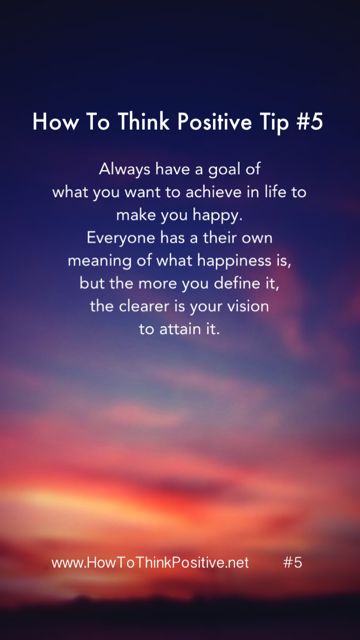 How To Think Positive Tip #5
Always have a goal of
what you want to achieve in life to
make you happy.
Everyone has a their own
meaning of what happiness is,
but the more you define it,
the clearer is your vision
to attain it.
www.HowToThinkPositive.net #5